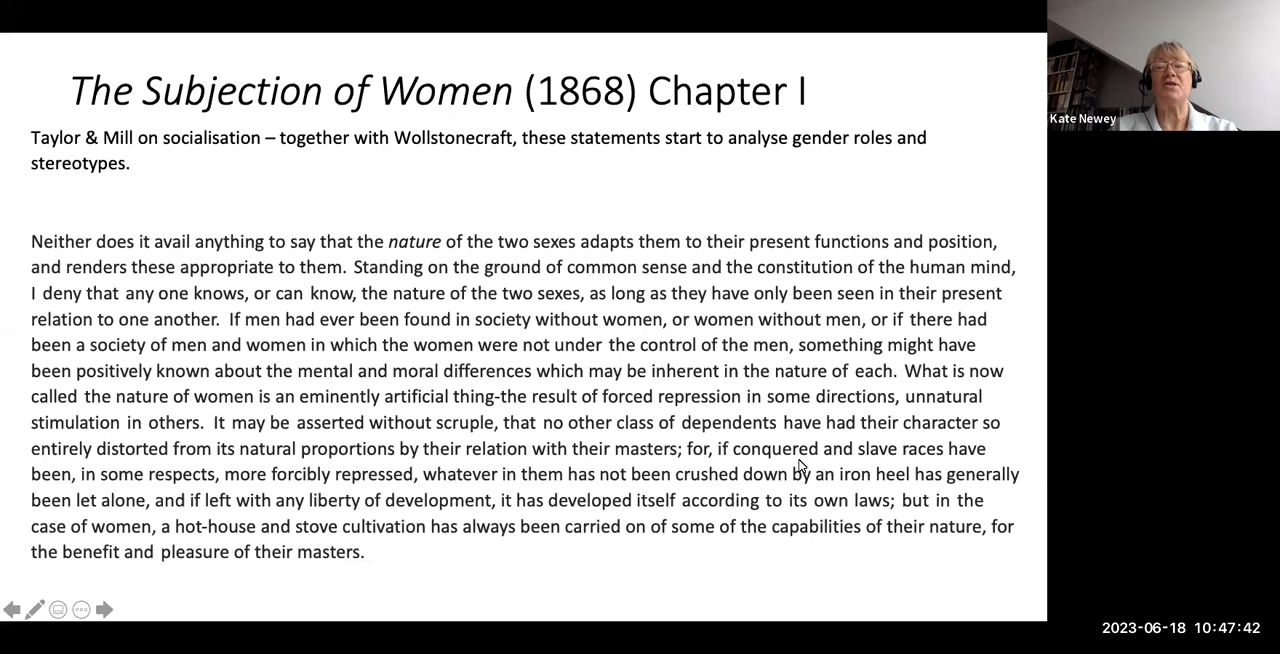 The Subjection of Women (1868) Chapter I
Taylor & Mill on socialisation – together with Wollstonecraft, these statements start to analyse gender roles and
stereotypes.
Neither does it avail anything to say that the nature of the two sexes adapts them to their present functions and position,
and renders these appropriate to them. Standing on the ground of common sense and the constitution of the human mind,
I deny that any one knows, or can know, the nature of the two sexes, as long as they have only been seen in their present
relation to one another. If men had ever been found in society without women, or women without men, or if there had
been a society of men and women in which the women were not under the control of the men, something might have
been positively known about the mental and moral differences which may be inherent in the nature of each. What is now
called the nature of women is an eminently artificial thing-the result of forced repression in some directions, unnatural
stimulation in others. It may be asserted without scruple, that no other class of dependents have had their character so
entirely distorted from its natural proportions by their relation with their masters; for, if conquered and slave races have
been, in some respects, more forcibly repressed, whatever in them has not been crushed down by an iron heel has generally
been let alone, and if left with any liberty of development, it has developed itself according to its own laws; but in the
case of women, a hot-house and stove cultivation has always been carried on of some of the capabilities of their nature, for
the benefit and pleasure of their masters.
Kate Newey
2023-06-18 10:47:42